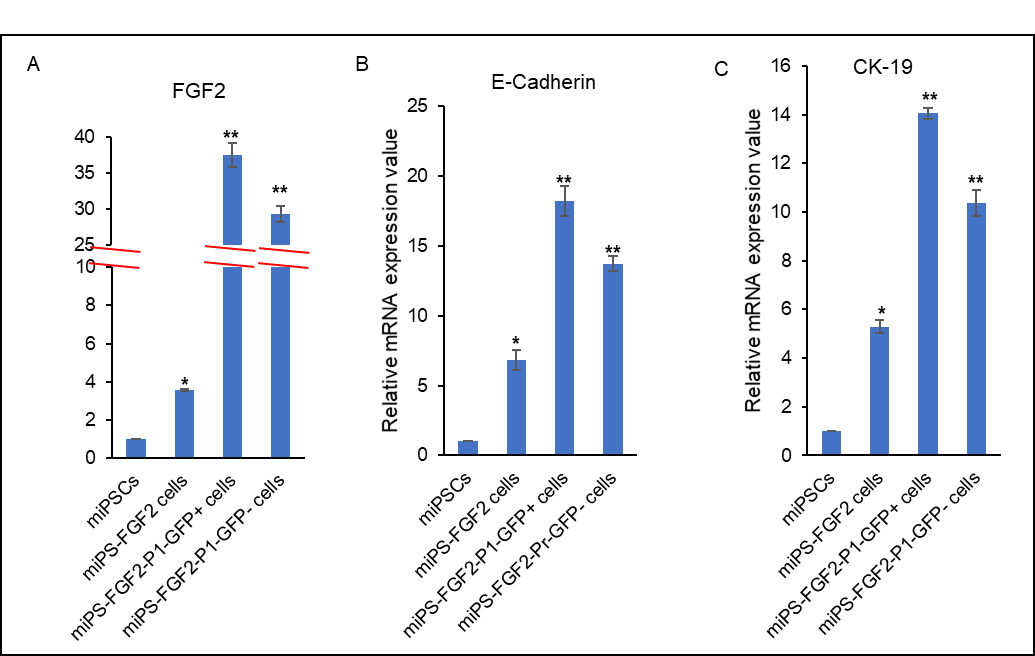 A
FGF2
40
35
30
25
10
8
6
4
2
0
**
**
*
miPSCs
miPS-FGF2 cells
miPS-FGF2-P1-GFP+ cells
miPS-FGF2-P1-GFP- cells
B
E-Cadherin
Relative mRNA expression value
25
20
15
10
5
0
*
**
**
miPSCs
miPS-FGF2 cells
miPS-FGF2-P1-GFP+ cells
miPS-FGF2-Pr-GFP- cells
C
CK-19
Relative mRNA expression value
16
14
12
10
8
6
4
2
0
*
**
**
miPSCs
miPS-FGF2 cells
miPS-FGF2-P1-GFP+ cells
miPS-FGF2-P1-GFP- cells